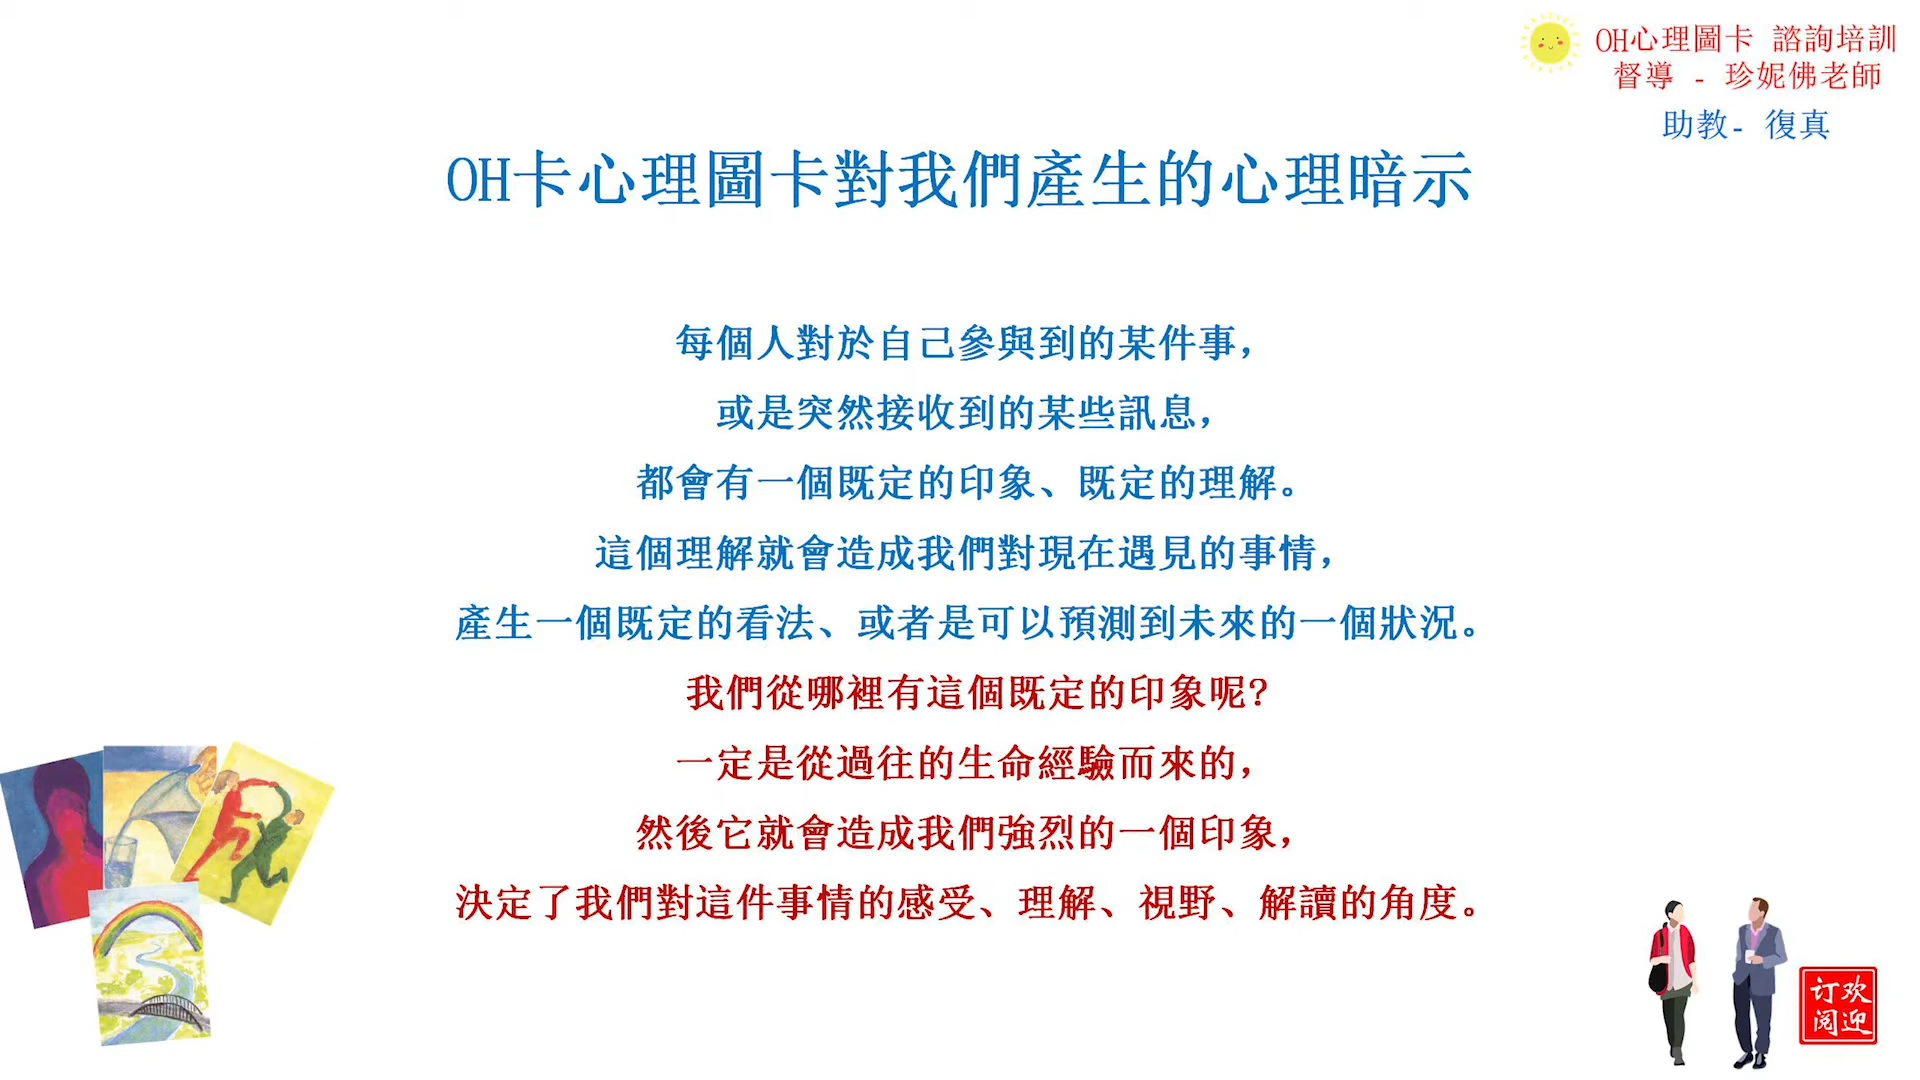 OH心理圖卡 諮詢培訓
督導 - 珍妮佛老師
助教- 復真
OH卡心理圖卡對我們產生的心理暗示
每個人對於自己參與到的某件事，
或是突然接收到的某些訊息，
都會有一個既定的印象、既定的理解。
這個理解就會造成我們對現在遇見的事情，
產生一個既定的看法、或者是可以預測到未來的一個狀況。
我們從哪裡有這個既定的印象呢?
一定是從過往的生命經驗而來的，
然後它就會造成我們強烈的一個印象，
決定了我們對這件事情的感受、理解、視野、解讀的角度。
欢迎
订阅